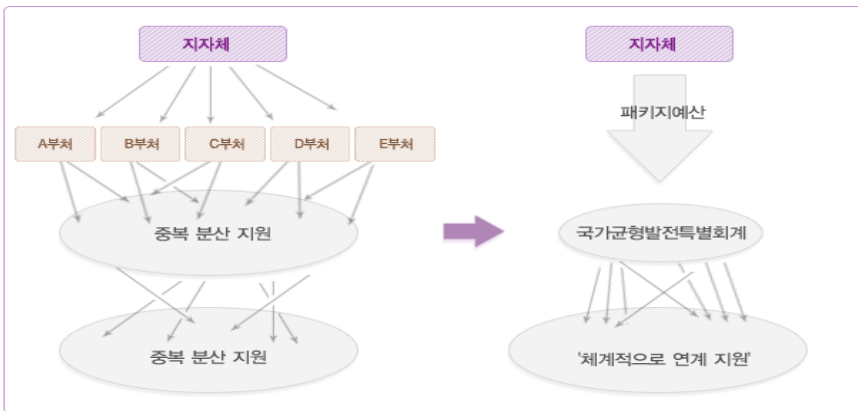 지자체
A부처
B부처
C부처
D부처
E부처
중복 분산 지원
중복 분산 지원
지자체
패키지예산
국가균형발전특별회계
'체계적으로 연계 지원'